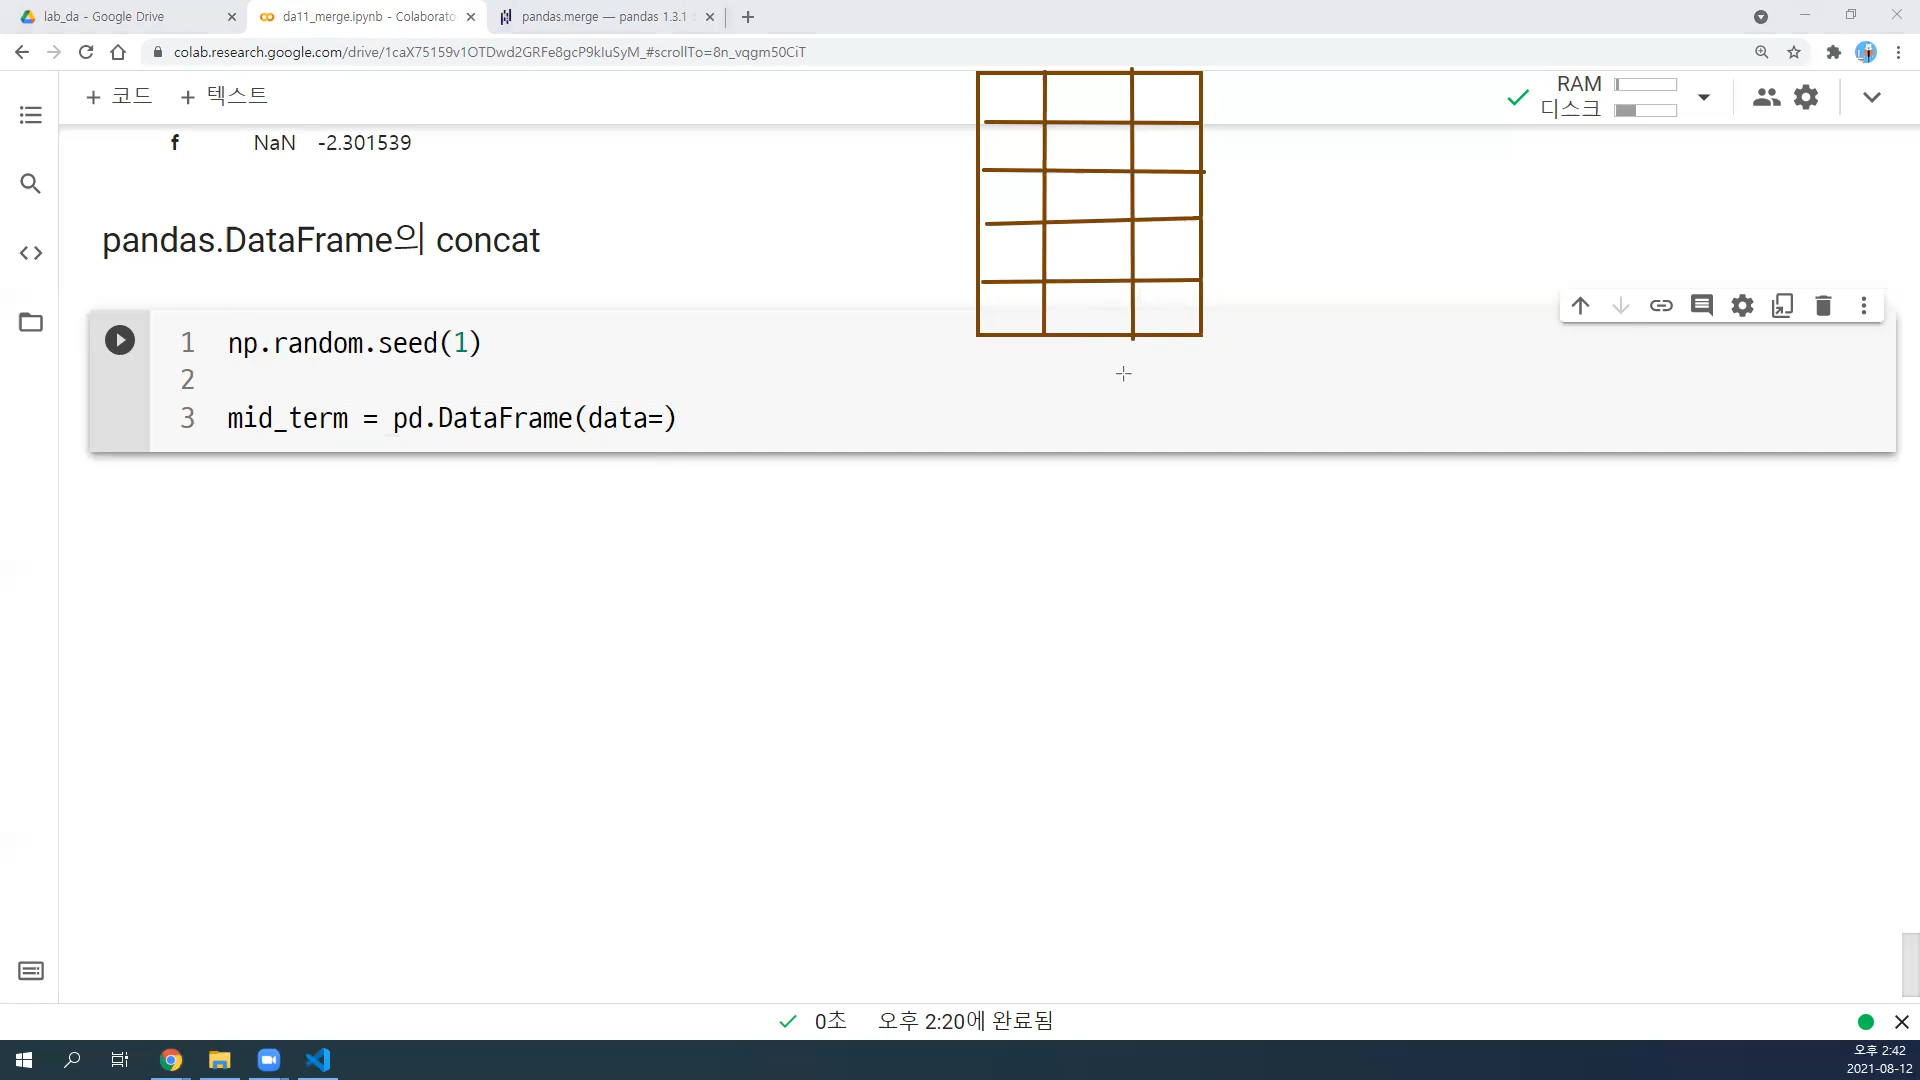 lab_da - Google Drive
da11_merge.ipynb - Colaborato
pandas.merge — pandas 1.3.1
colab.research.google.com/drive/1caX75159v1OTDwd2GRFe8gcP9kIuSyM_#scrollTo=8n_vqgm50CiT
+ 코드 + 텍스트
RAM
디스크
f NaN -2.301539
pandas.DataFrame의 concat
1 np.random.seed(1)
2
3 mid_term = pd.DataFrame(data=)
0초 오후 2:20에 완료됨
오후 2:42
2021-08-12